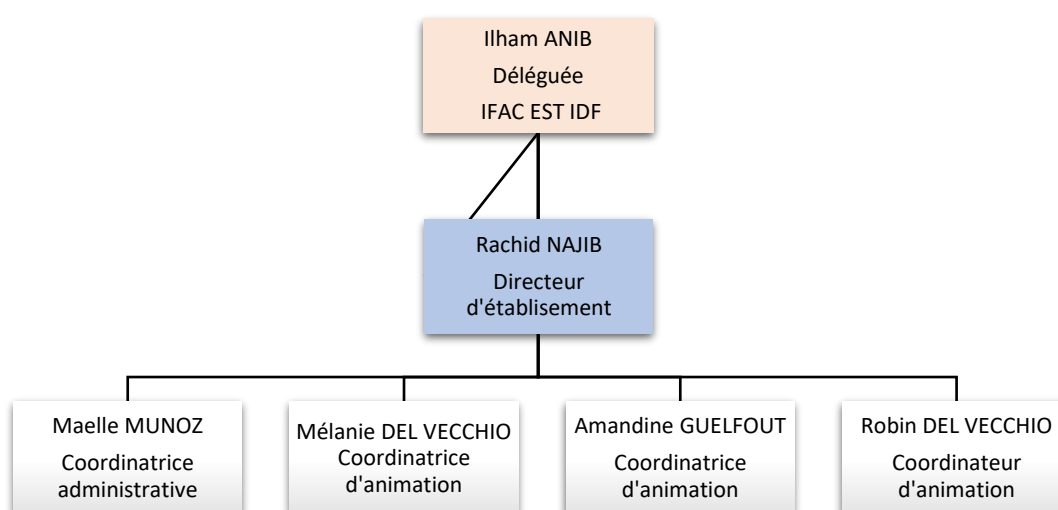 Ilham ANIB
Déléguée
IFAC EST IDF
Rachid NAJIB
Directeur
d'établisement
Maelle MUNOZ
Coordinatrice
administrative
Mélanie DEL VECCHIO
Coordinatrice
d'animation
Amandine GUELFOUT
Coordinatrice
d'animation
Robin DEL VECCHIO
Coordinateur
d'animation